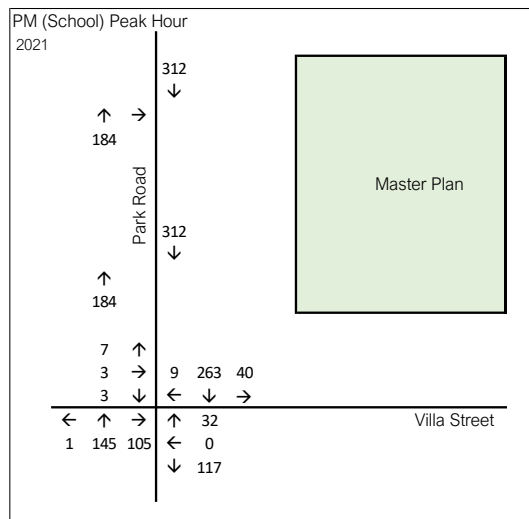 PM (School) Peak Hour
2021
312
↓
↑ →
184
Park Road
Master Plan
312
↓
↑
184
7 ↑
3 → 9 263 40
3 ↓ ← ↓ →
← ↑ → ↑ 32 Villa Street
1 145 105 ← 0
↓ 117